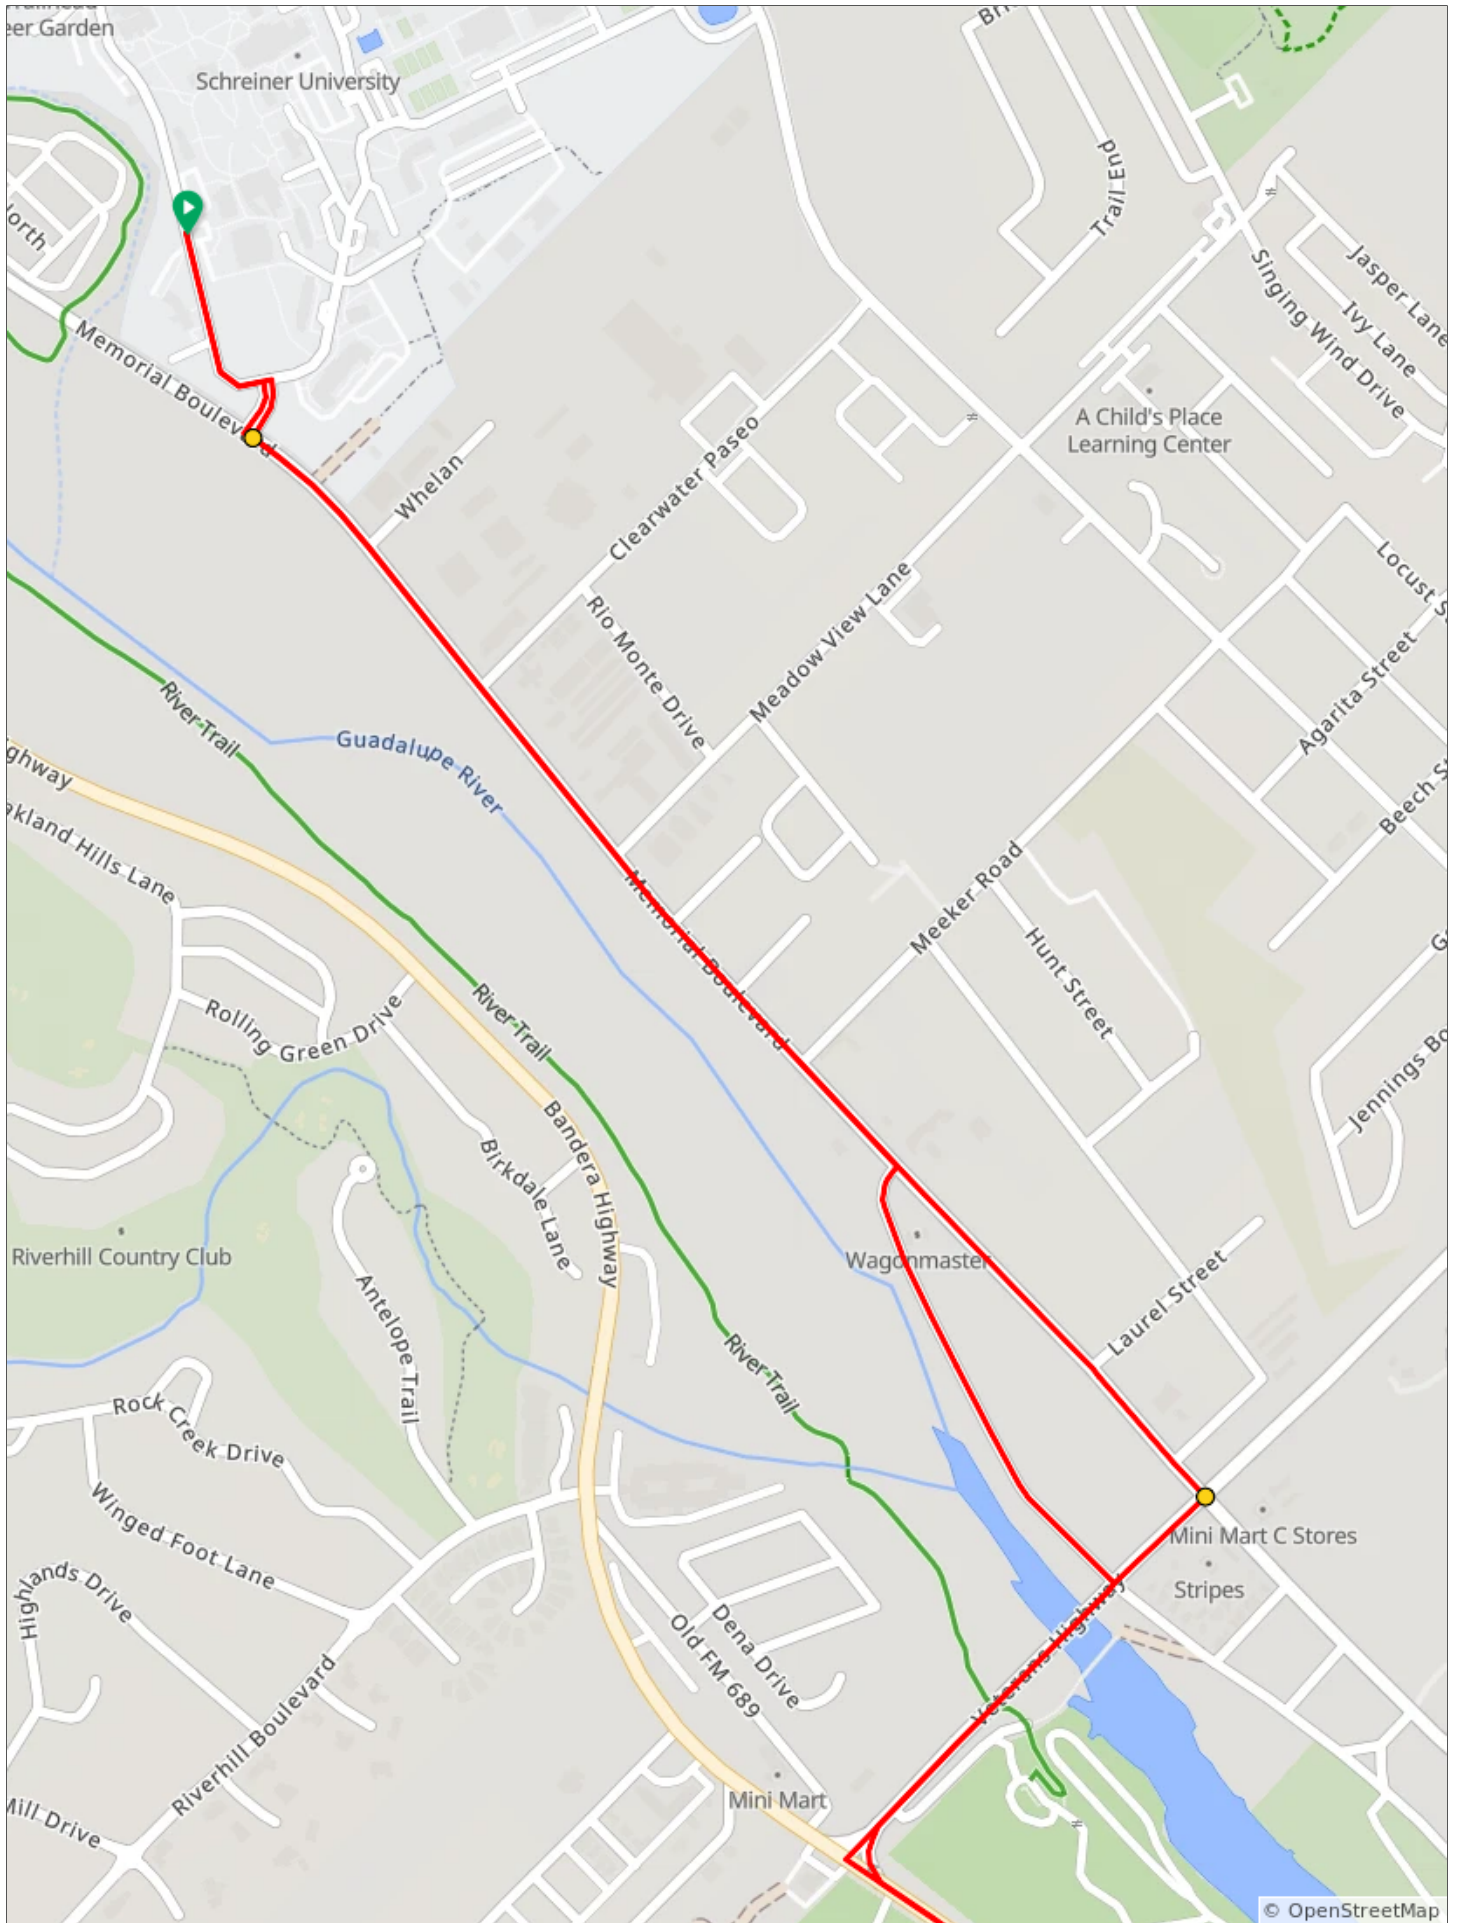 eer Garden
Schreiner University
Trail End
Jasper Lane
Ivy Lane
Singing Wind Drive
Memorial Boulevard
A Child's Place
Learning Center
Whelan
Clearwater Paseo
Rio Monte Drive
Meadow View Lane
Locust S
Agarita Street
Beech S
River Trail
Guadalupe River
ighway
akland Hills Lane
Memorial Boulevard
Meeker Road
Hunt Street
River Trail
Rolling Green Drive
Jennings Bo
Bandera Highway
Birkdale Lane
Riverhill Country Club
Wagonmaster
Antelope Trail
Laurel Street
River Trail
Rock Creek Drive
Winged Foot Lane
Mini Mart C Stores
Stripes
Highlands Drive
Veterans Highway
Dena Drive
Old FM 689
Riverhill Boulevard
Mini Mart
Mill Drive
© OpenStreetMap